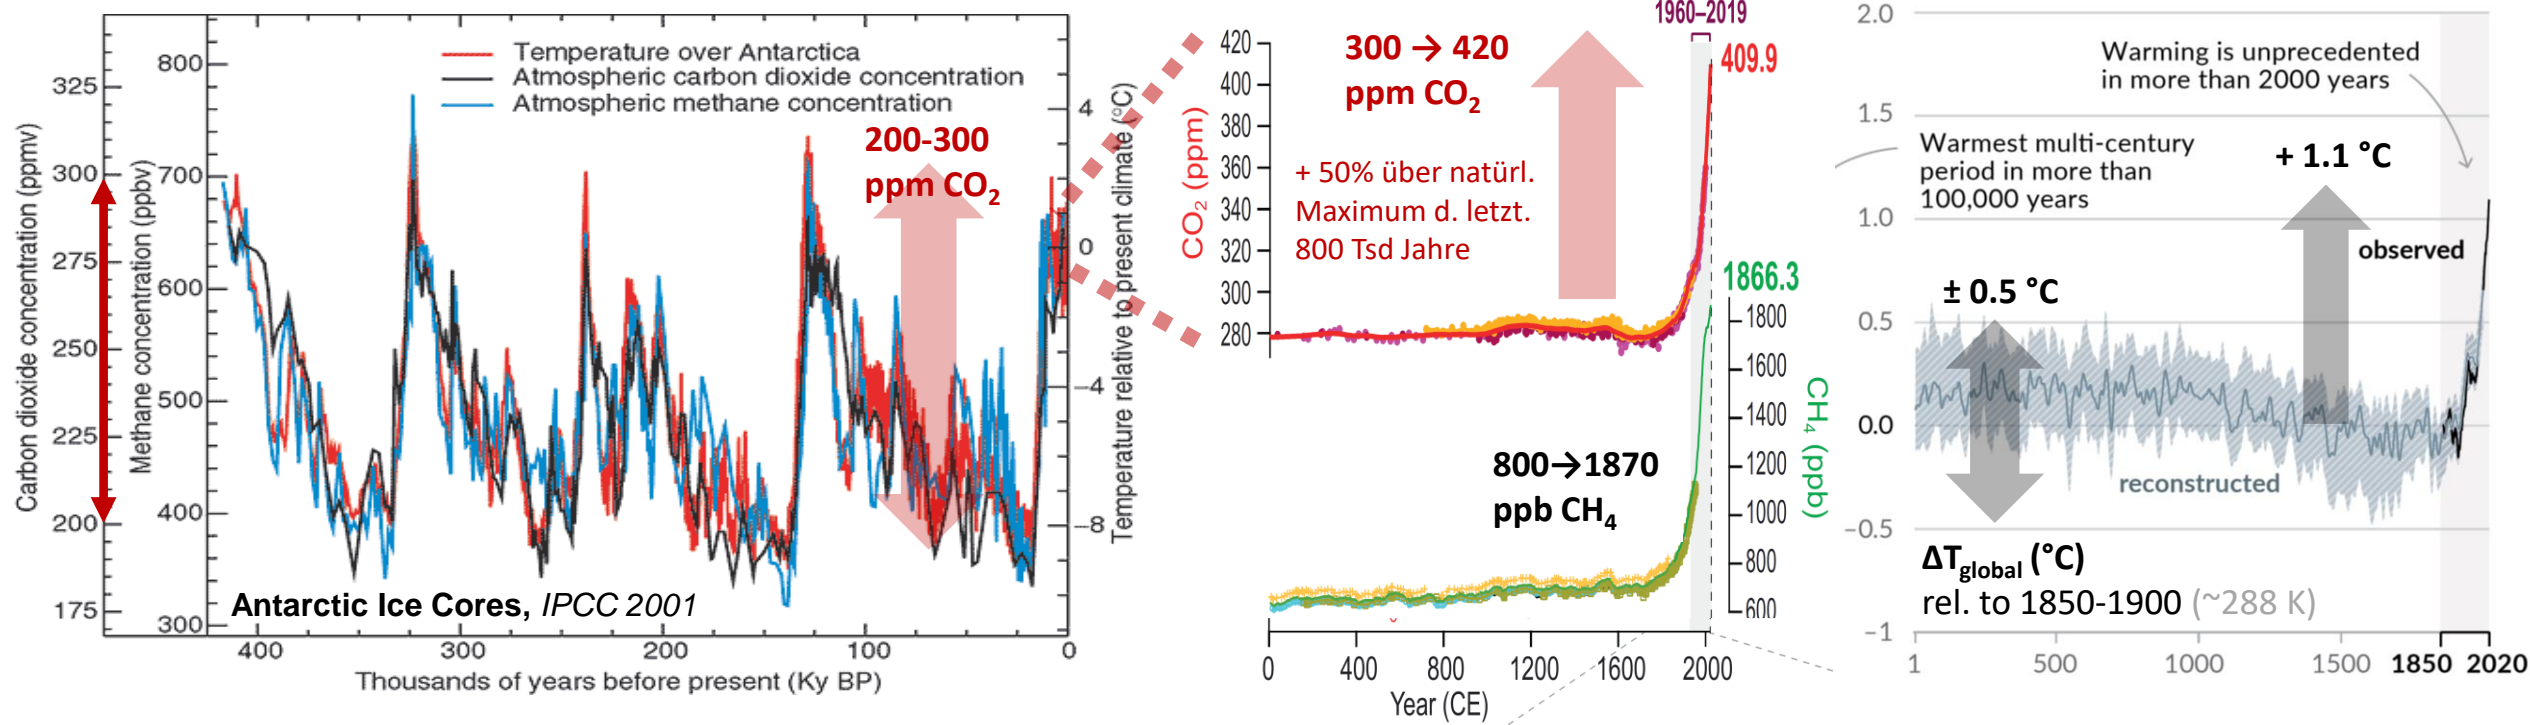 Temperature over Antarctica
Atmospheric carbon dioxide concentration
Atmospheric methane concentration
200-300
ppm CO2
Carbon dioxide concentration (ppmv)
325
300
275
250
225
200
175
Methane concentration (ppbv)
800
700
600
500
400
300
Temperature relative to present climate (°C)
4
0
–4
–8
Antarctic Ice Cores, IPCC 2001
400
300
200
100
0
Thousands of years before present (Ky BP)
1960–2019
409.9
300 → 420
ppm CO2
+ 50% über natürl.
Maximum d. letzt.
800 Tsd Jahre
CO2 (ppm)
420
400
380
360
340
320
300
280
1866.3
1800
1600
1400
1200
1000
800
600
CH4 (ppb)
800→1870
ppb CH4
0
400
800
1200
1600
2000
Year (CE)
2.0
1.5
1.0
0.5
0.0
–0.5
–1
Warming is unprecedented
in more than 2000 years
Warmest multi-century
period in more than
100,000 years
+ 1.1 °C
observed
± 0.5 °C
reconstructed
ΔTglobal (°C)
rel. to 1850-1900 (~288 K)
1
500
1000
1500
1850
2020